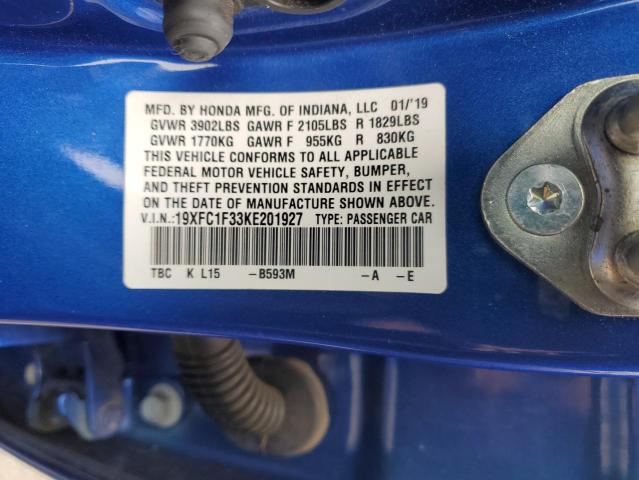 MFD. BY HONDA MFG. OF INDIANA, LLC 01/'19
GVWR 3902LBS GAWR F 2105LBS R 1829LBS
GVWR 1770KG GAWR F 955KG R 830KG
THIS VEHICLE CONFORMS TO ALL APPLICABLE
FEDERAL MOTOR VEHICLE SAFETY, BUMPER,
AND THEFT PREVENTION STANDARDS IN EFFECT
ON THE DATE OF MANUFACTURE SHOWN ABOVE.
V.I.N.:19XFC1F33KE201927 TYPE: PASSENGER CAR
TBC K L15 -B593M -A -E